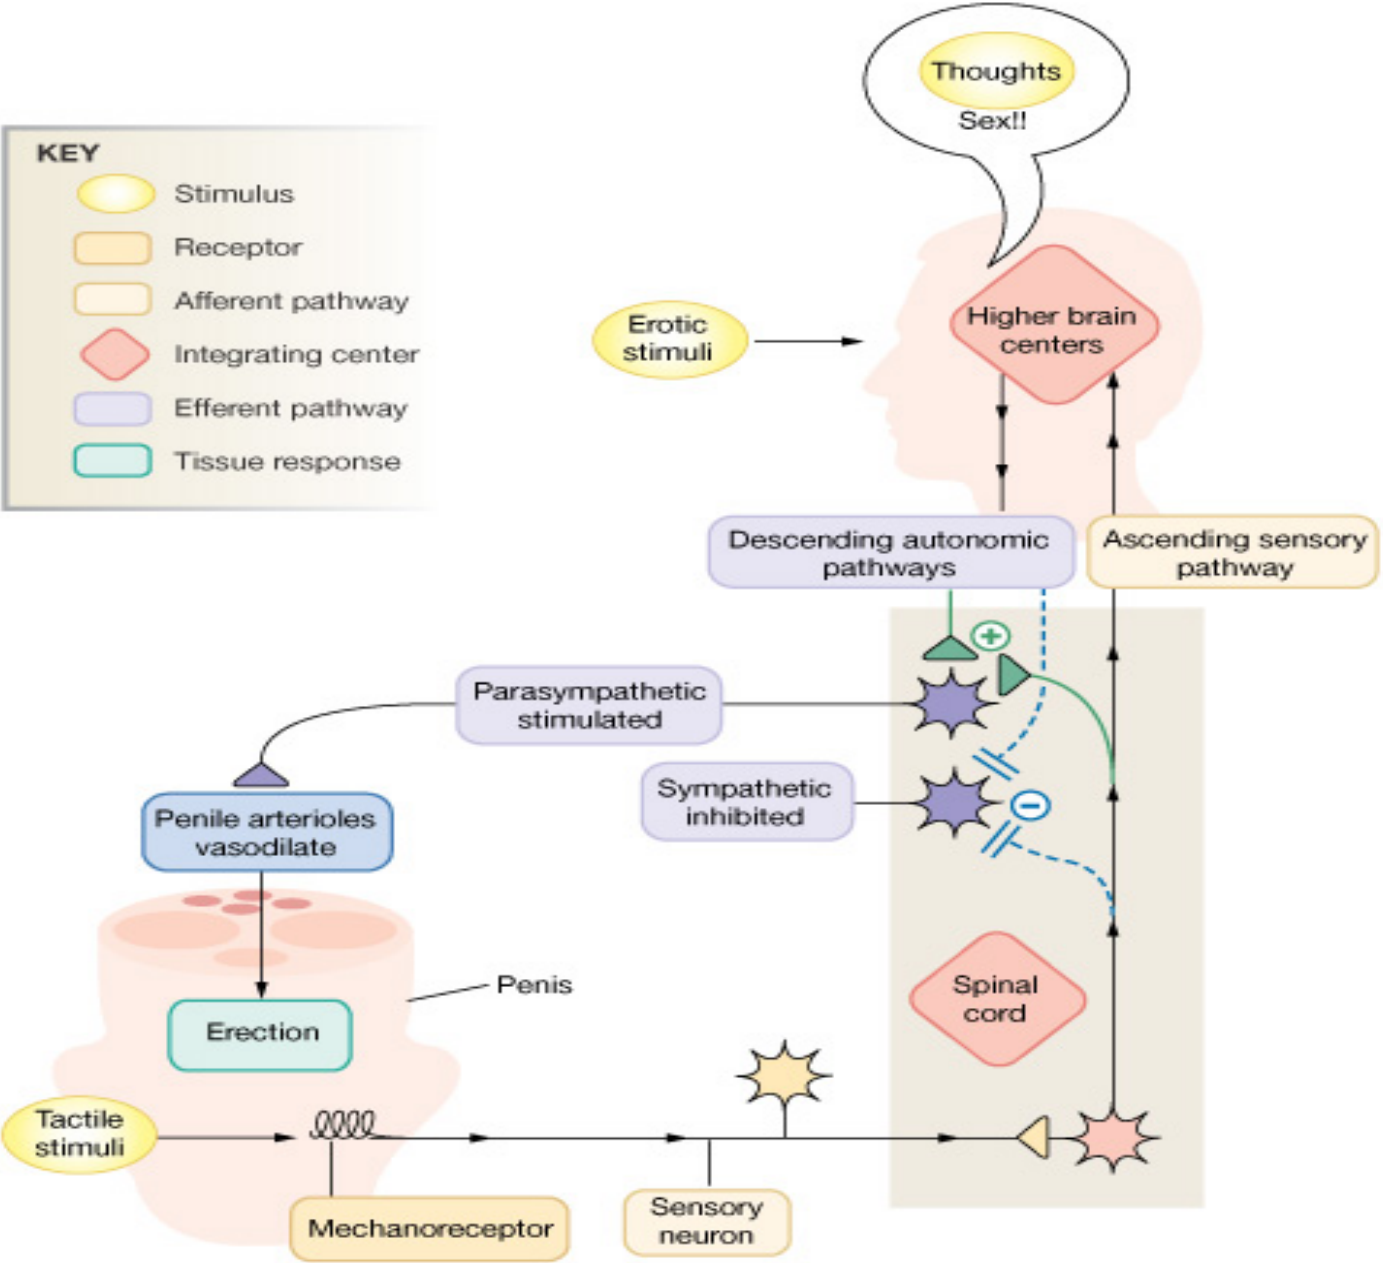 Thoughts
Sex!!
KEY
Stimulus
Receptor
Afferent pathway
Integrating center
Efferent pathway
Tissue response
Erotic
stimuli
Higher brain
centers
Descending autonomic
pathways
Ascending sensory
pathway
+
Parasympathetic
stimulated
Sympathetic
inhibited
−
Penile arterioles
vasodilate
Penis
Erection
Spinal
cord
Tactile
stimuli
Mechanoreceptor
Sensory
neuron